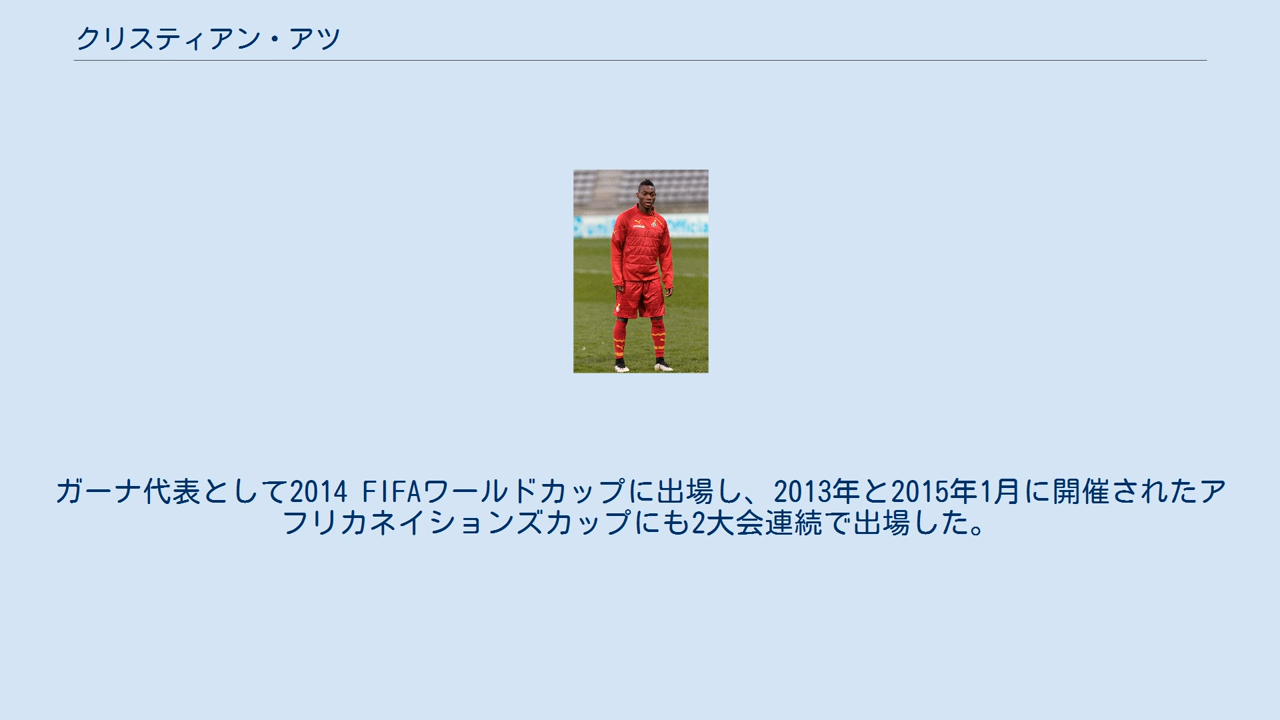 クリスティアン・アツ
ガーナ代表として2014 FIFAワールドカップに出場し、2013年と2015年1月に開催されたア
フリカネイションズカップにも2大会連続で出場した。